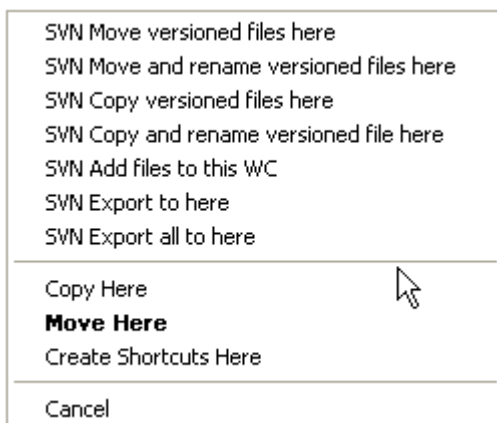 SVN Move versioned files here
SVN Move and rename versioned files here
SVN Copy versioned files here
SVN Copy and rename versioned file here
SVN Add files to this WC
SVN Export to here
SVN Export all to here
Copy Here
Move Here
Create Shortcuts Here
Cancel